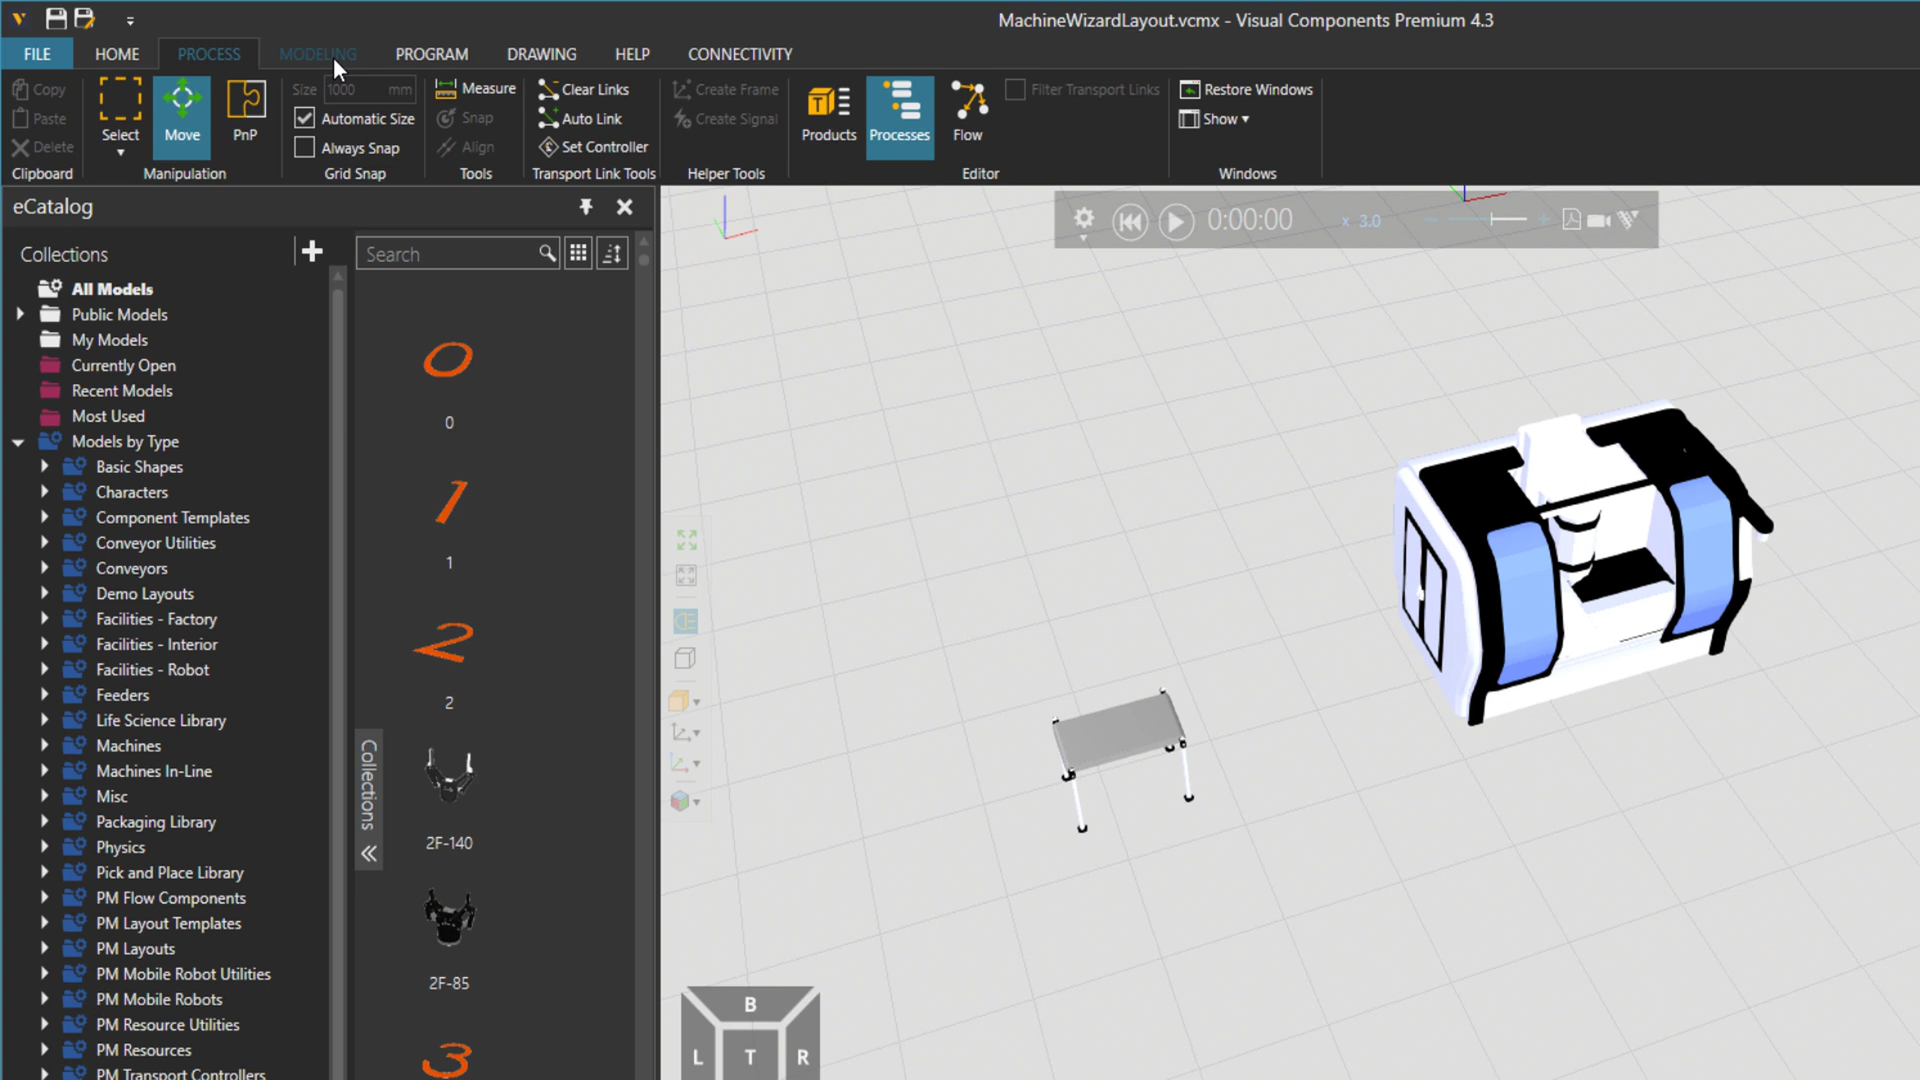 MachineWizardLayout.vcmx - Visual Components Premium 4.3
FILE HOME PROCESS MODELING PROGRAM DRAWING HELP CONNECTIVITY
Copy
Paste
Delete
Clipboard
Select
Move
PnP
Manipulation
Size 1000 mm
Automatic Size
Always Snap
Grid Snap
Measure
Snap
Align
Tools
Clear Links
Auto Link
Set Controller
Transport Link Tools
Create Frame
Create Signal
Helper Tools
Products
Processes
Flow
Editor
Filter Transport Links
Restore Windows
Show
Windows
eCatalog
Collections
Search
All Models
Public Models
My Models
Currently Open
Recent Models
Most Used
Models by Type
Basic Shapes
Characters
Component Templates
Conveyor Utilities
Conveyors
Demo Layouts
Facilities - Factory
Facilities - Interior
Facilities - Robot
Feeders
Life Science Library
Machines
Machines In-Line
Misc
Packaging Library
Physics
Pick and Place Library
PM Flow Components
PM Layout Templates
PM Layouts
PM Mobile Robot Utilities
PM Mobile Robots
PM Resource Utilities
PM Resources
PM Transport Controllers
0
0
1
1
2
2
2F-140
2F-85
3
Collections
0:00:00
x 3.0
B
L T R